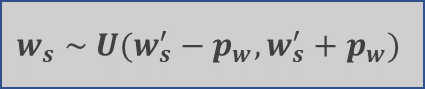 w_s ~ U(w′_s − p_w, w′_s + p_w)